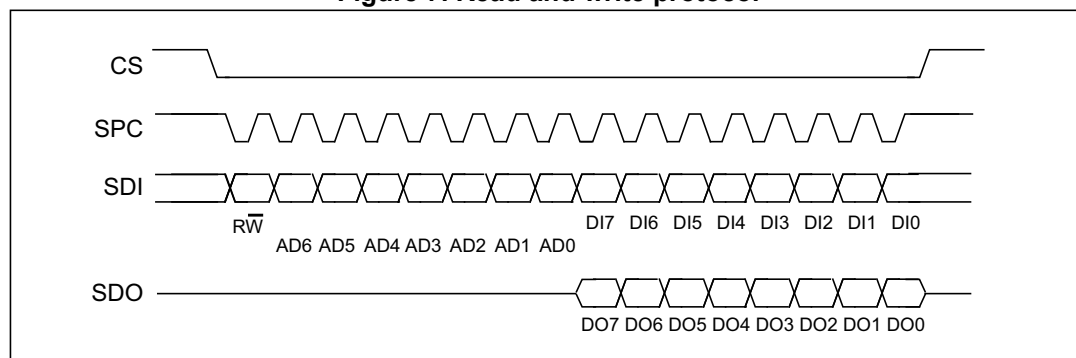 Figure 7. Read and write protocol
CS
SPC
SDI
RW̅
DI7 DI6 DI5 DI4 DI3 DI2 DI1 DI0
AD6 AD5 AD4 AD3 AD2 AD1 AD0
SDO
DO7 DO6 DO5 DO4 DO3 DO2 DO1 DO0